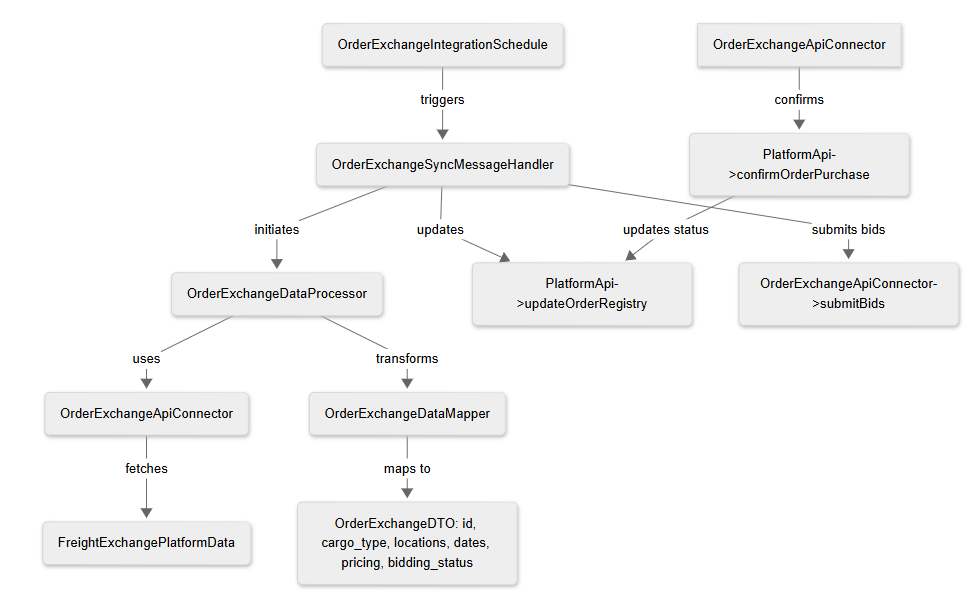 OrderExchangeIntegrationSchedule
OrderExchangeApiConnector
triggers
confirms
OrderExchangeSyncMessageHandler
PlatformApi-
>confirmOrderPurchase
initiates
updates
updates status
submits bids
OrderExchangeDataProcessor
PlatformApi-
>updateOrderRegistry
OrderExchangeApiConnector-
>submitBids
uses
transforms
OrderExchangeApiConnector
OrderExchangeDataMapper
fetches
maps to
FreightExchangePlatformData
OrderExchangeDTO: id,
cargo_type, locations, dates,
pricing, bidding_status